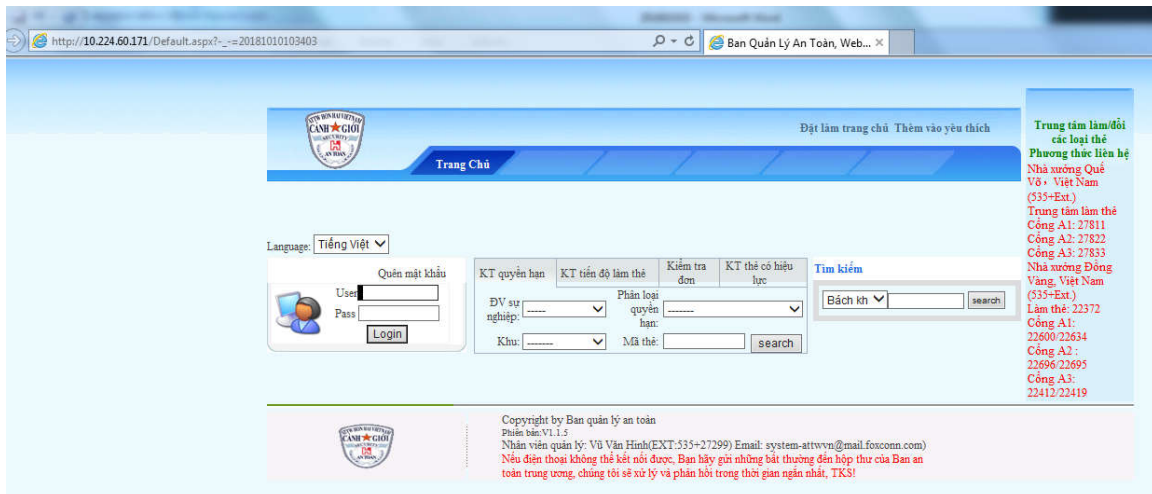 http://10.224.60.171/Default.aspx?-_-=20181010103403
Ban Quản Lý An Toàn, Web...
CẢNH GIỚI
AN TOAN
Đặt làm trang chủ Thêm vào yêu thích
Trang Chủ
Language: Tiếng Việt
Quên mật khẩu
User
Pass
Login
KT quyền hạn
KT tiến độ làm thẻ
Kiểm tra
đơn
KT thẻ có hiệu
lực
ĐV sự
nghiệp: -----
Phân loại
quyền
hạn: -------
Khu: -------
Mã thẻ:
search
Tìm kiếm
Bách kh
search
Trung tâm làm/đổi
các loại thẻ
Phương thức liên hệ
Nhà xưởng Quế
Võ, Việt Nam
(535+Ext.)
Trung tâm làm thẻ
Cổng A1: 27811
Cổng A2: 27822
Cổng A3: 27833
Nhà xưởng Đồng
Vàng, Việt Nam
(535+Ext.)
Làm thẻ: 22372
Cổng A1:
22600/22634
Cổng A2 :
22696/22695
Cổng A3:
22412/22419
CẢNH GIỚI
Copyright by Ban quản lý an toàn
Phiên bản:V1.1.5
Nhân viên quản lý: Vũ Văn Hinh(EXT:535+27299) Email: system-attwvn@mail.foxconn.com)
Nếu điện thoại không thể kết nối được, Bạn hãy gửi những bất thường đến hộp thư của Ban an
toàn trung ương, chúng tôi sẽ xử lý và phản hồi trong thời gian ngắn nhất, TKS!